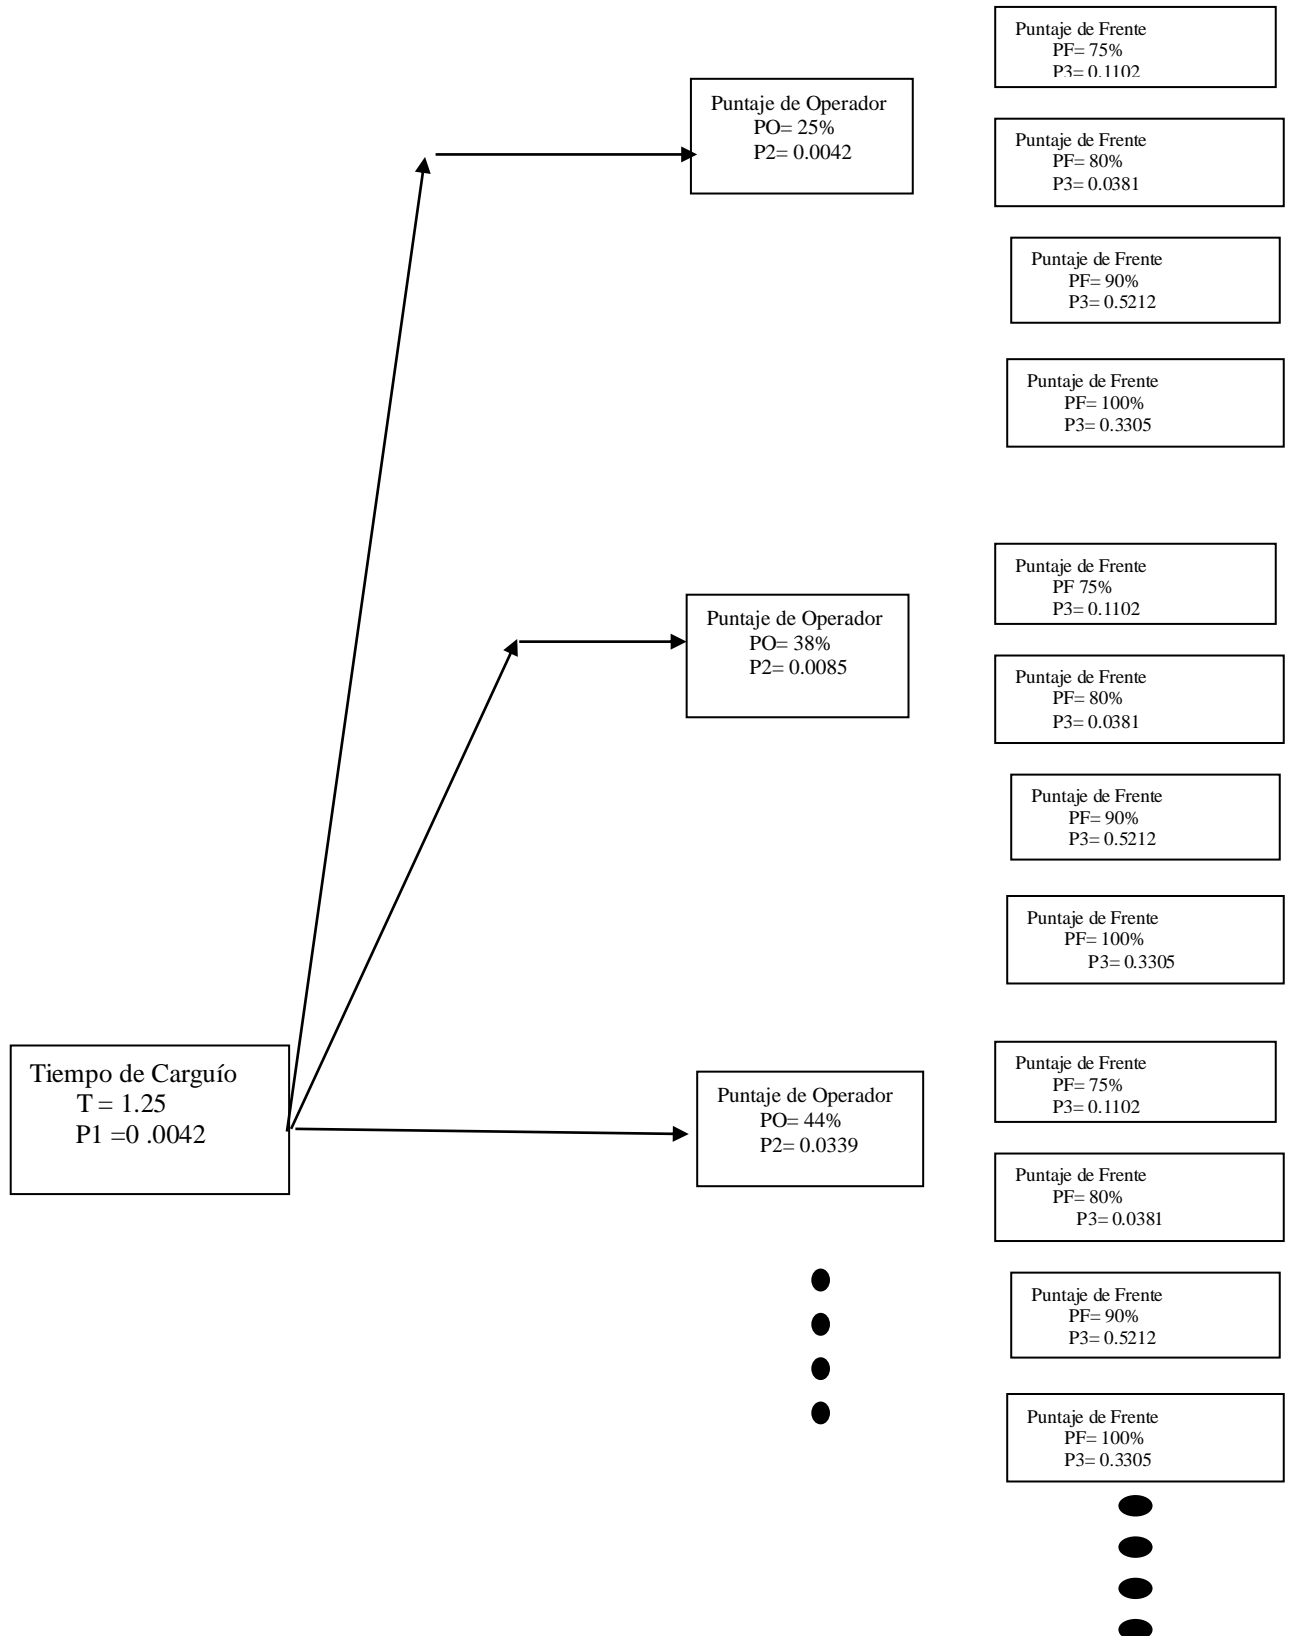 Puntaje de Frente
PF= 75%
P3= 0.1102
Puntaje de Operador
PO= 25%
P2= 0.0042
Puntaje de Frente
PF= 80%
P3= 0.0381
Puntaje de Frente
PF= 90%
P3= 0.5212
Puntaje de Frente
PF= 100%
P3= 0.3305
Puntaje de Frente
PF 75%
P3= 0.1102
Puntaje de Operador
PO= 38%
P2= 0.0085
Puntaje de Frente
PF= 80%
P3= 0.0381
Puntaje de Frente
PF= 90%
P3= 0.5212
Puntaje de Frente
PF= 100%
P3= 0.3305
Tiempo de Carguío
T = 1.25
P1 =0 .0042
Puntaje de Operador
PO= 44%
P2= 0.0339
Puntaje de Frente
PF= 75%
P3= 0.1102
Puntaje de Frente
PF= 80%
P3= 0.0381
Puntaje de Frente
PF= 90%
P3= 0.5212
Puntaje de Frente
PF= 100%
P3= 0.3305